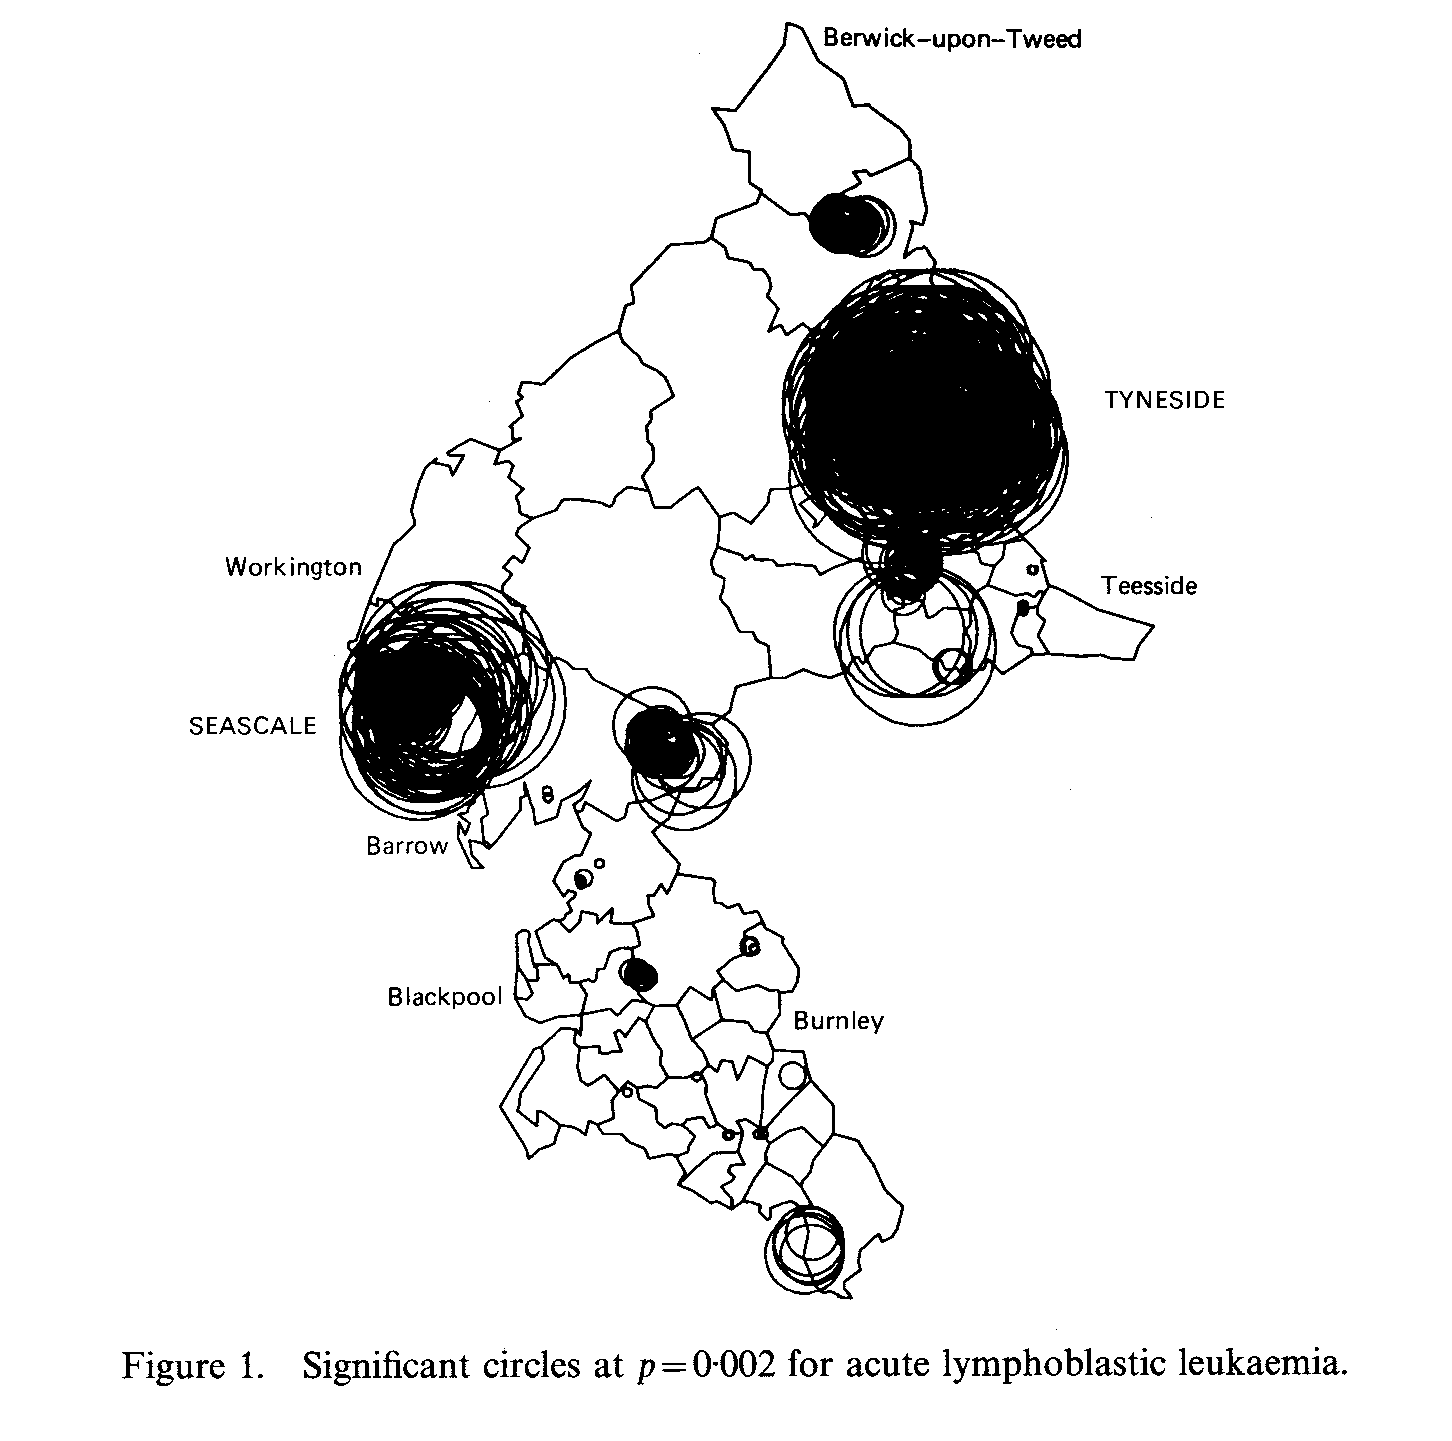 Berwick-upon-Tweed
TYNESIDE
Workington
Teesside
SEASCALE
Barrow
Blackpool
Burnley
Figure 1. Significant circles at p=0·002 for acute lymphoblastic leukaemia.